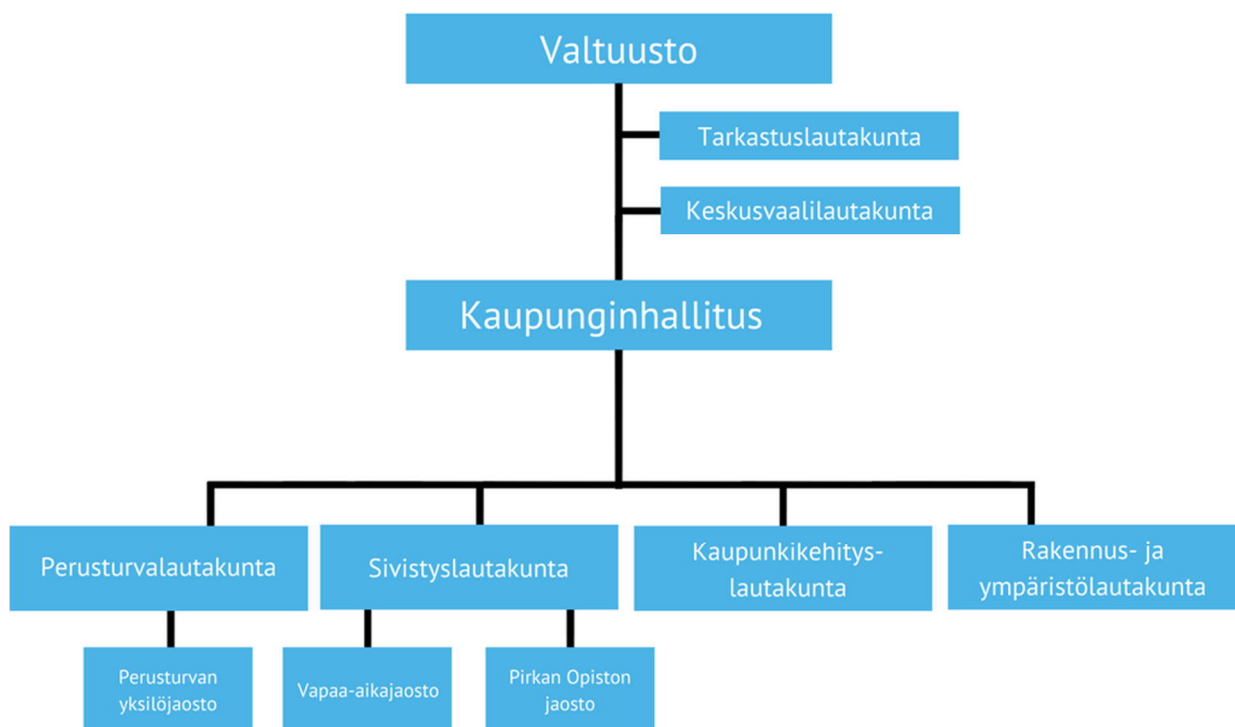 Valtuusto
Tarkastuslautakunta
Keskusvaalilautakunta
Kaupunginhallitus
Perusturvalautakunta
Sivistyslautakunta
Kaupunkikehitys-
lautakunta
Rakennus- ja
ympäristölautakunta
Perusturvan
yksilöjaosto
Vapaa-aikajaosto
Pirkan Opiston
jaosto